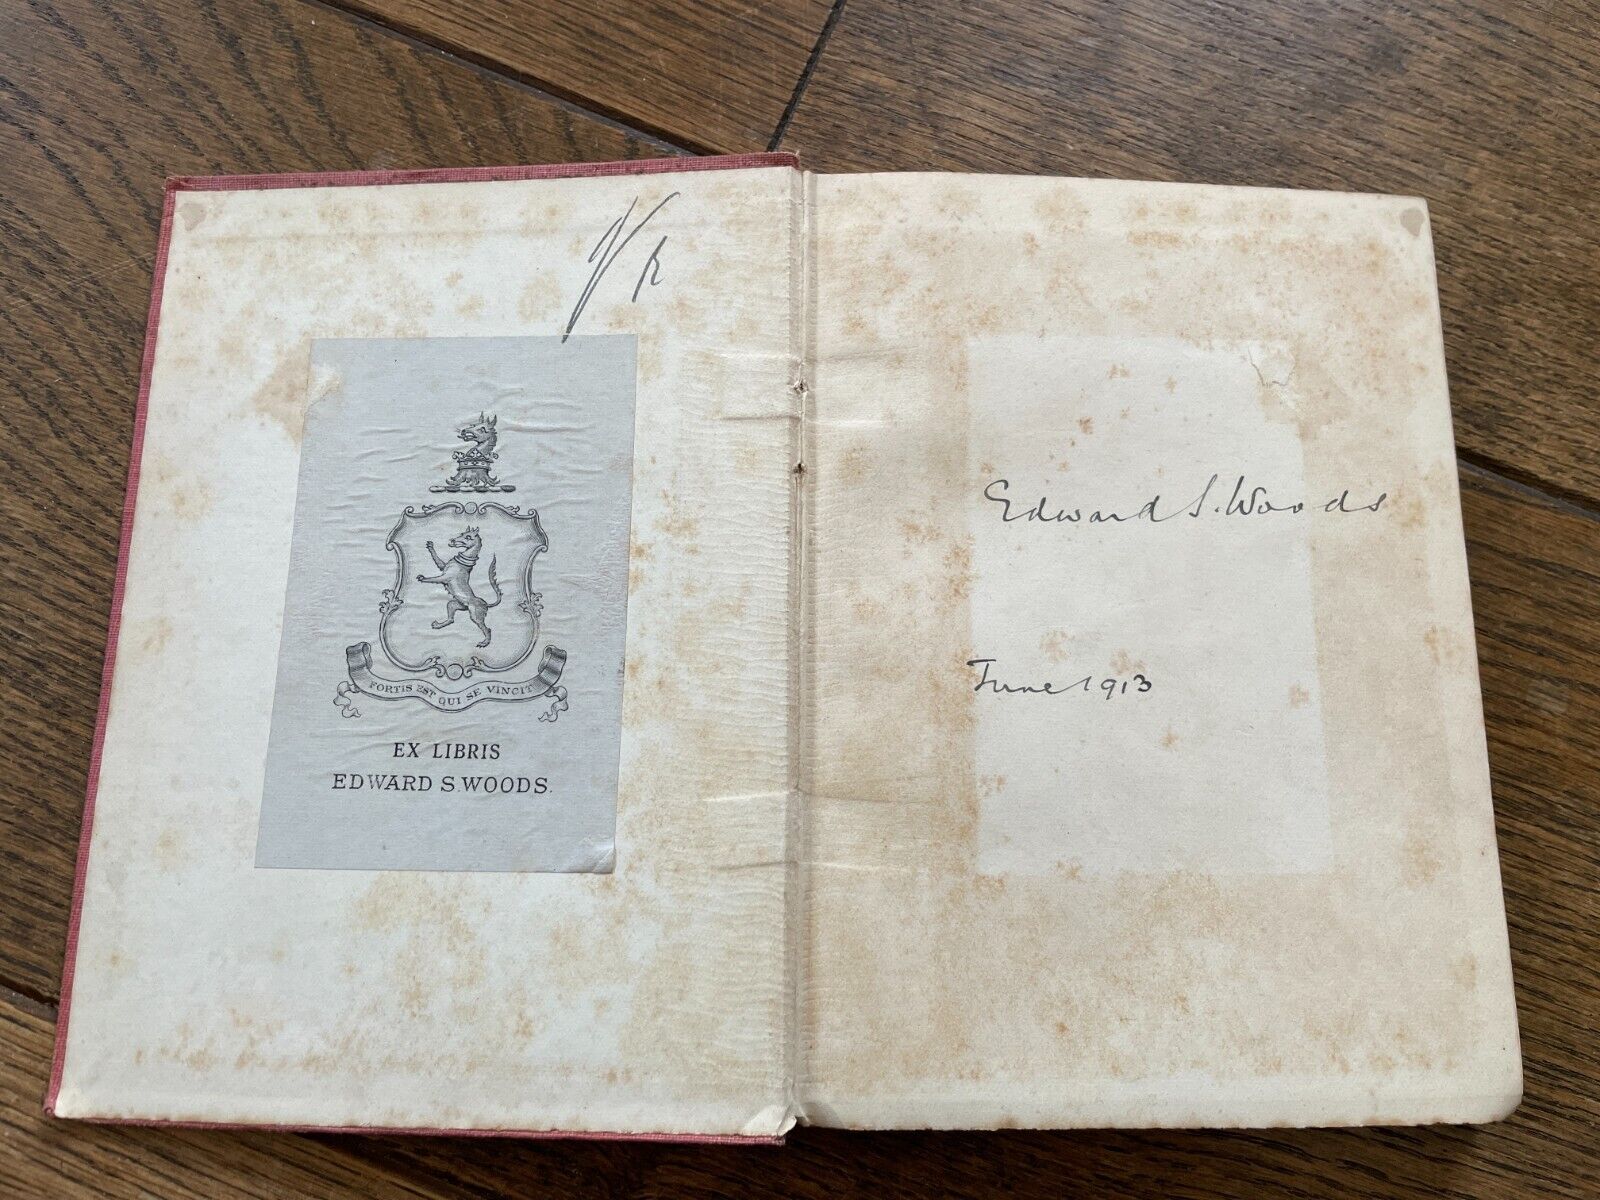 FORTIS EST QUI SE VINCIT
EX LIBRIS
EDWARD S. WOODS.
Edward S. Woods
June 1913